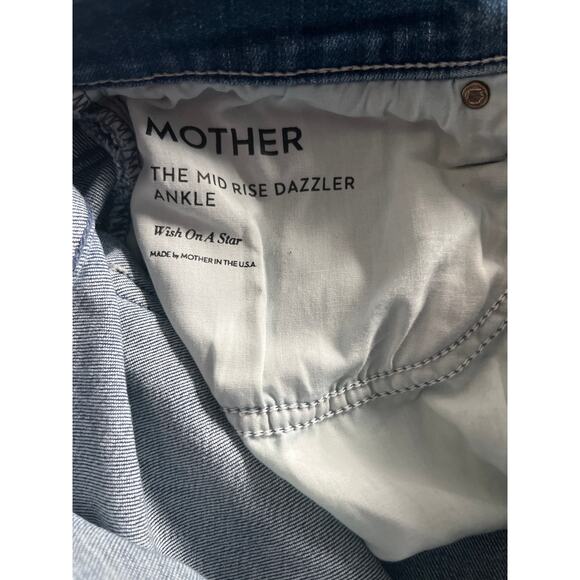 MOTHER
THE MID RISE DAZZLER
ANKLE
Wish On A Star
MADE by MOTHER IN THE U.S.A